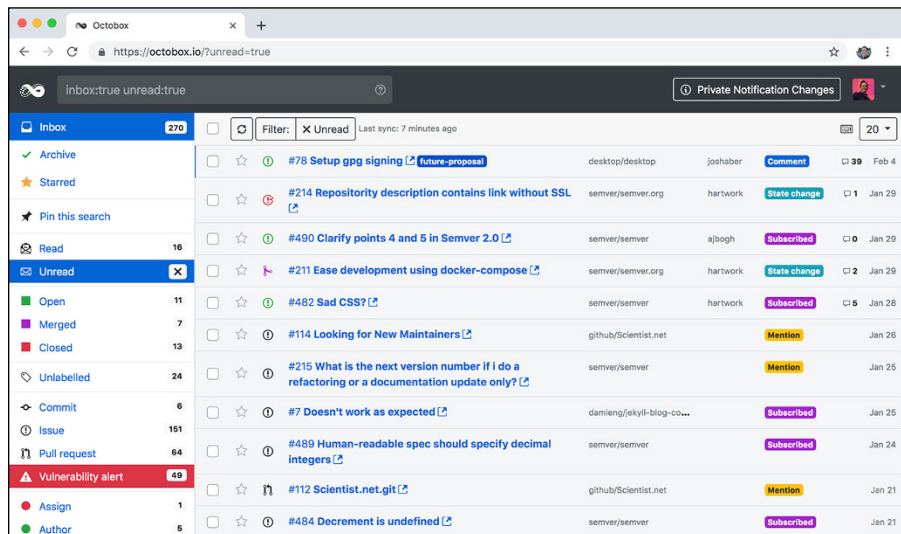 Octobox
https://octobox.io/?unread=true
inbox:true unread:true
Private Notification Changes
Inbox 270
Archive
Starred
Pin this search
Read 16
Unread
Open 11
Merged 7
Closed 13
Unlabelled 24
Commit 6
Issue 151
Pull request 64
Vulnerability alert 49
Assign 1
Author 5
Filter: X Unread Last sync: 7 minutes ago 20
#78 Setup gpg signing future-proposal desktop/desktop joshaber Comment 39 Feb 4
#214 Repositority description contains link without SSL semver/semver.org hartwork State change 1 Jan 29
#490 Clarify points 4 and 5 in Semver 2.0 semver/semver ajbogh Subscribed 0 Jan 29
#211 Ease development using docker-compose semver/semver.org hartwork State change 2 Jan 29
#482 Sad CSS? semver/semver hartwork Subscribed 5 Jan 28
#114 Looking for New Maintainers github/Scientist.net Mention Jan 26
#215 What is the next version number if i do a semver/semver Mention Jan 25
refactoring or a documentation update only?
#7 Doesn't work as expected damieng/jekyll-blog-co... Subscribed Jan 25
#489 Human-readable spec should specify decimal semver/semver Subscribed Jan 24
integers
#112 Scientist.net.git github/Scientist.net Mention Jan 21
#484 Decrement is undefined semver/semver Subscribed Jan 21